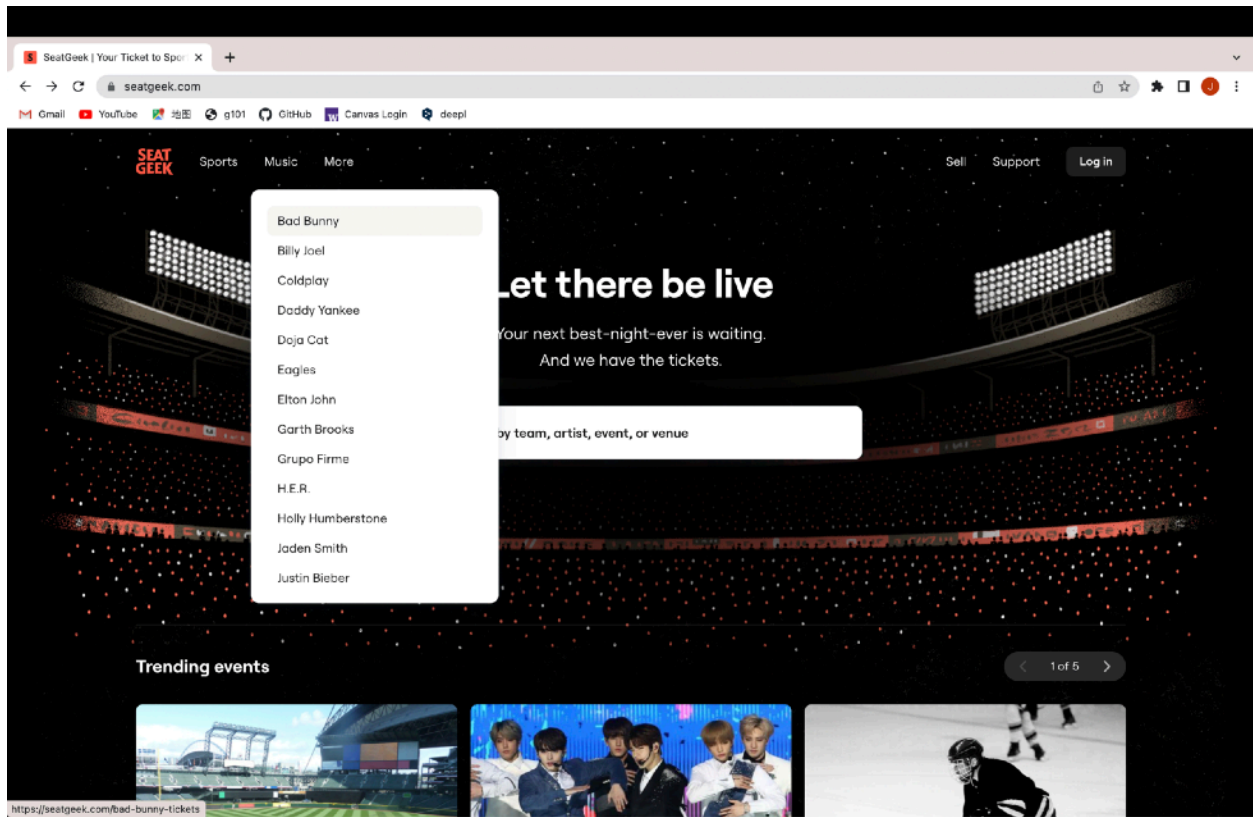 SeatGeek | Your Ticket to Spor
seatgeek.com
J
Gmail YouTube 地图 g101 GitHub Canvas Login deepl
SEAT
GEEK
Sports Music More Sell Support Log in
Bad Bunny
Billy Joel
Coldplay
Daddy Yankee
Doja Cat
Eagles
Elton John
Garth Brooks
Grupo Firme
H.E.R.
Holly Humberstone
Jaden Smith
Justin Bieber
Let there be live
Your next best-night-ever is waiting.
And we have the tickets.
by team, artist, event, or venue
Trending events
1 of 5
https://seatgeek.com/bad-bunny-tickets